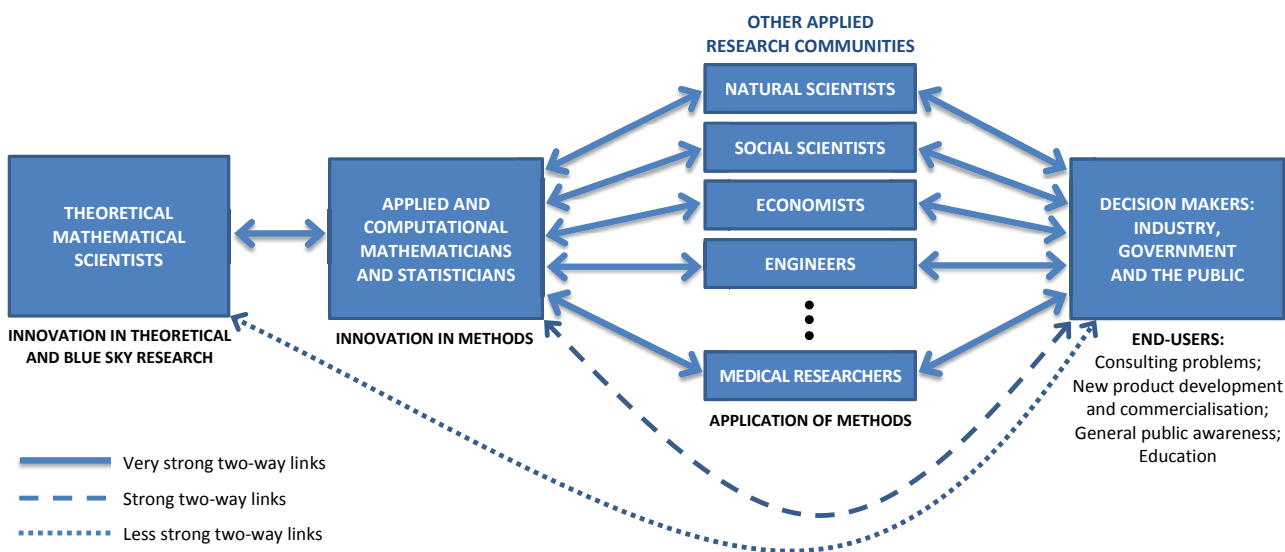 OTHER APPLIED
RESEARCH COMMUNITIES
THEORETICAL
MATHEMATICAL
SCIENTISTS
INNOVATION IN THEORETICAL
AND BLUE SKY RESEARCH
APPLIED AND
COMPUTATIONAL
MATHEMATICIANS
AND STATISTICIANS
INNOVATION IN METHODS
NATURAL SCIENTISTS
SOCIAL SCIENTISTS
ECONOMISTS
ENGINEERS
MEDICAL RESEARCHERS
APPLICATION OF METHODS
DECISION MAKERS:
INDUSTRY,
GOVERNMENT
AND THE PUBLIC
END-USERS:
Consulting problems;
New product development
and commercialisation;
General public awareness;
Education
Very strong two-way links
Strong two-way links
Less strong two-way links